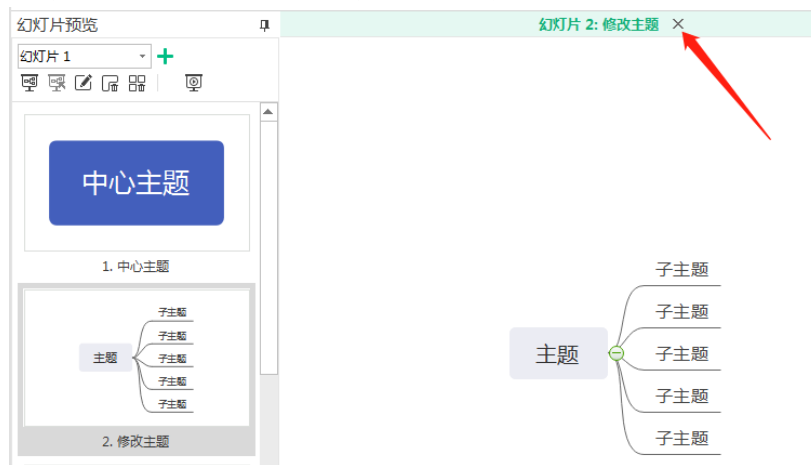 幻灯片预览
幻灯片 2: 修改主题
幻灯片 1
中心主题
1. 中心主题
主题
子主题
子主题
子主题
子主题
子主题
2. 修改主题
主题
子主题
子主题
子主题
子主题
子主题